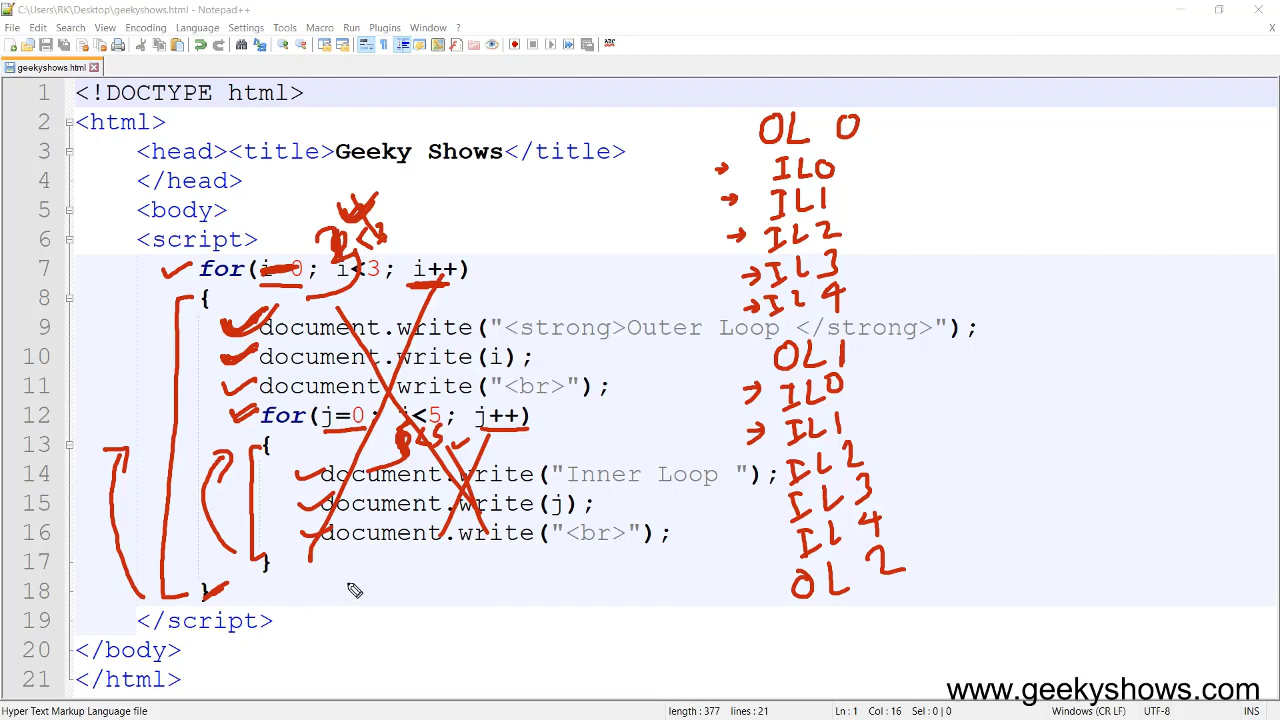 C:\Users\RK\Desktop\geekyshows.html - Notepad++
File Edit Search View Encoding Language Settings Tools Macro Run Plugins Window ?
X
geekyshows.html
1 <!DOCTYPE html>
2 <html>
3 <head><title>Geeky Shows</title>
4 </head>
5 <body>
6 <script>
7 for(i=0; i<3; i++)
8 {
9 document.write("<strong>Outer Loop </strong>");
10 document.write(i);
11 document.write("<br>");
12 for(j=0; j<5; j++)
13 {
14 document.write("Inner Loop ");
15 document.write(j);
16 document.write("<br>");
17 }
18 }
19 </script>
20 </body>
21 </html>
<3
5<5
OL 0
→ IL0
→ IL1
→ IL2
→ IL3
→ IL4
OL1
→ IL0
→ IL1
IL2
IL3
IL4
OL2
www.geekyshows.com
Hyper Text Markup Language file length : 377 lines : 21 Ln : 1 Col : 16 Sel : 0 | 0 Windows (CR LF) UTF-8 INS